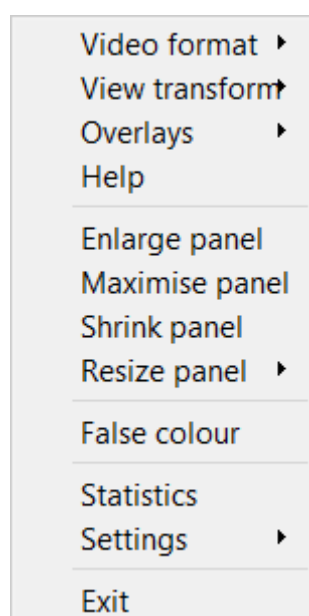 Video format
View transform
Overlays
Help
Enlarge panel
Maximise panel
Shrink panel
Resize panel
False colour
Statistics
Settings
Exit